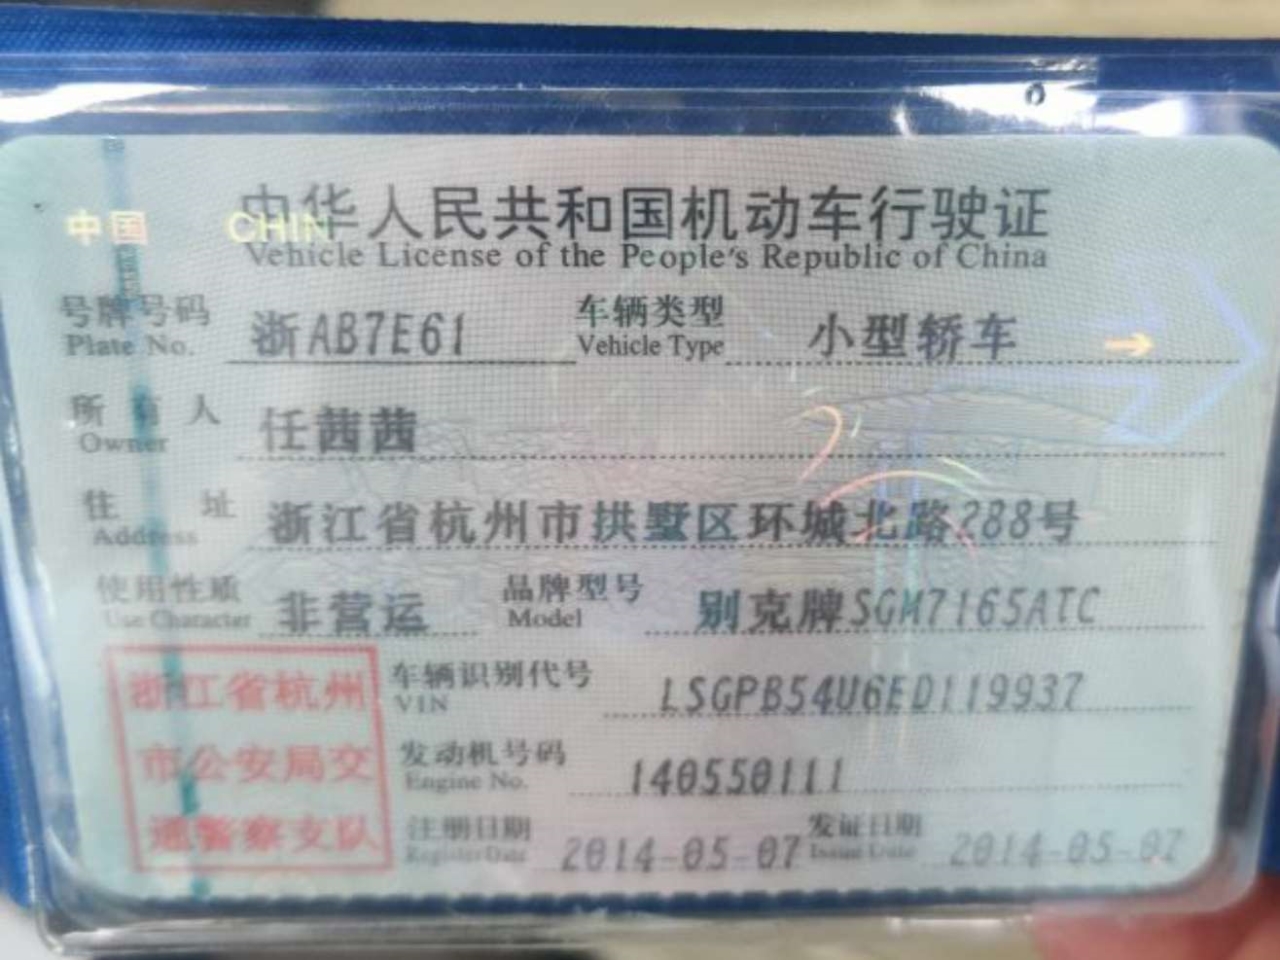 中华人民共和国机动车行驶证
中国 CHIN
Vehicle License of the People's Republic of China
号牌号码 浙AB7E61 车辆类型 小型轿车
Plate No. Vehicle Type
所有人 任茜茜
Owner
住址 浙江省杭州市拱墅区环城北路288号
Address
使用性质 非营运 品牌型号 别克牌SGM7165ATC
Use Character Model
浙江省杭州 车辆识别代号 LSGPB54U6ED119937
VIN
市公安局交 发动机号码 140550111
Engine No.
通警察支队 注册日期 2014-05-07 发证日期 2014-05-07
Register Date Issue Date